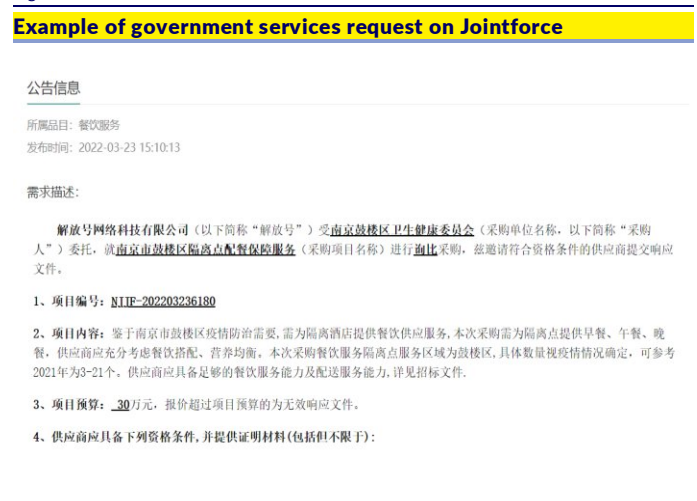 Example of government services request on Jointforce
公告信息
所属品目：餐饮服务
发布时间：2022-03-23 15:10:13
需求描述：
解放号网络科技有限公司（以下简称“解放号”）受南京鼓楼区卫生健康委员会（采购单位名称，以下简称“采购
人”）委托，就南京市鼓楼区隔离点配餐保障服务（采购项目名称）进行询比采购，兹邀请符合资格条件的供应商提交响应
文件。
1、项目编号：NJJF-202203236180
2、项目内容：鉴于南京市鼓楼区疫情防治需要,需为隔离酒店提供餐饮供应服务,本次采购需为隔离点提供早餐、午餐、晚
餐，供应商应充分考虑餐饮搭配、营养均衡。本次采购餐饮服务隔离点服务区域为鼓楼区,具体数量视疫情情况确定，可参考
2021年为3-21个。供应商应具备足够的餐饮服务能力及配送服务能力,详见招标文件.
3、项目预算：30万元，报价超过项目预算的为无效响应文件。
4、供应商应具备下列资格条件,并提供证明材料(包括但不限于)：